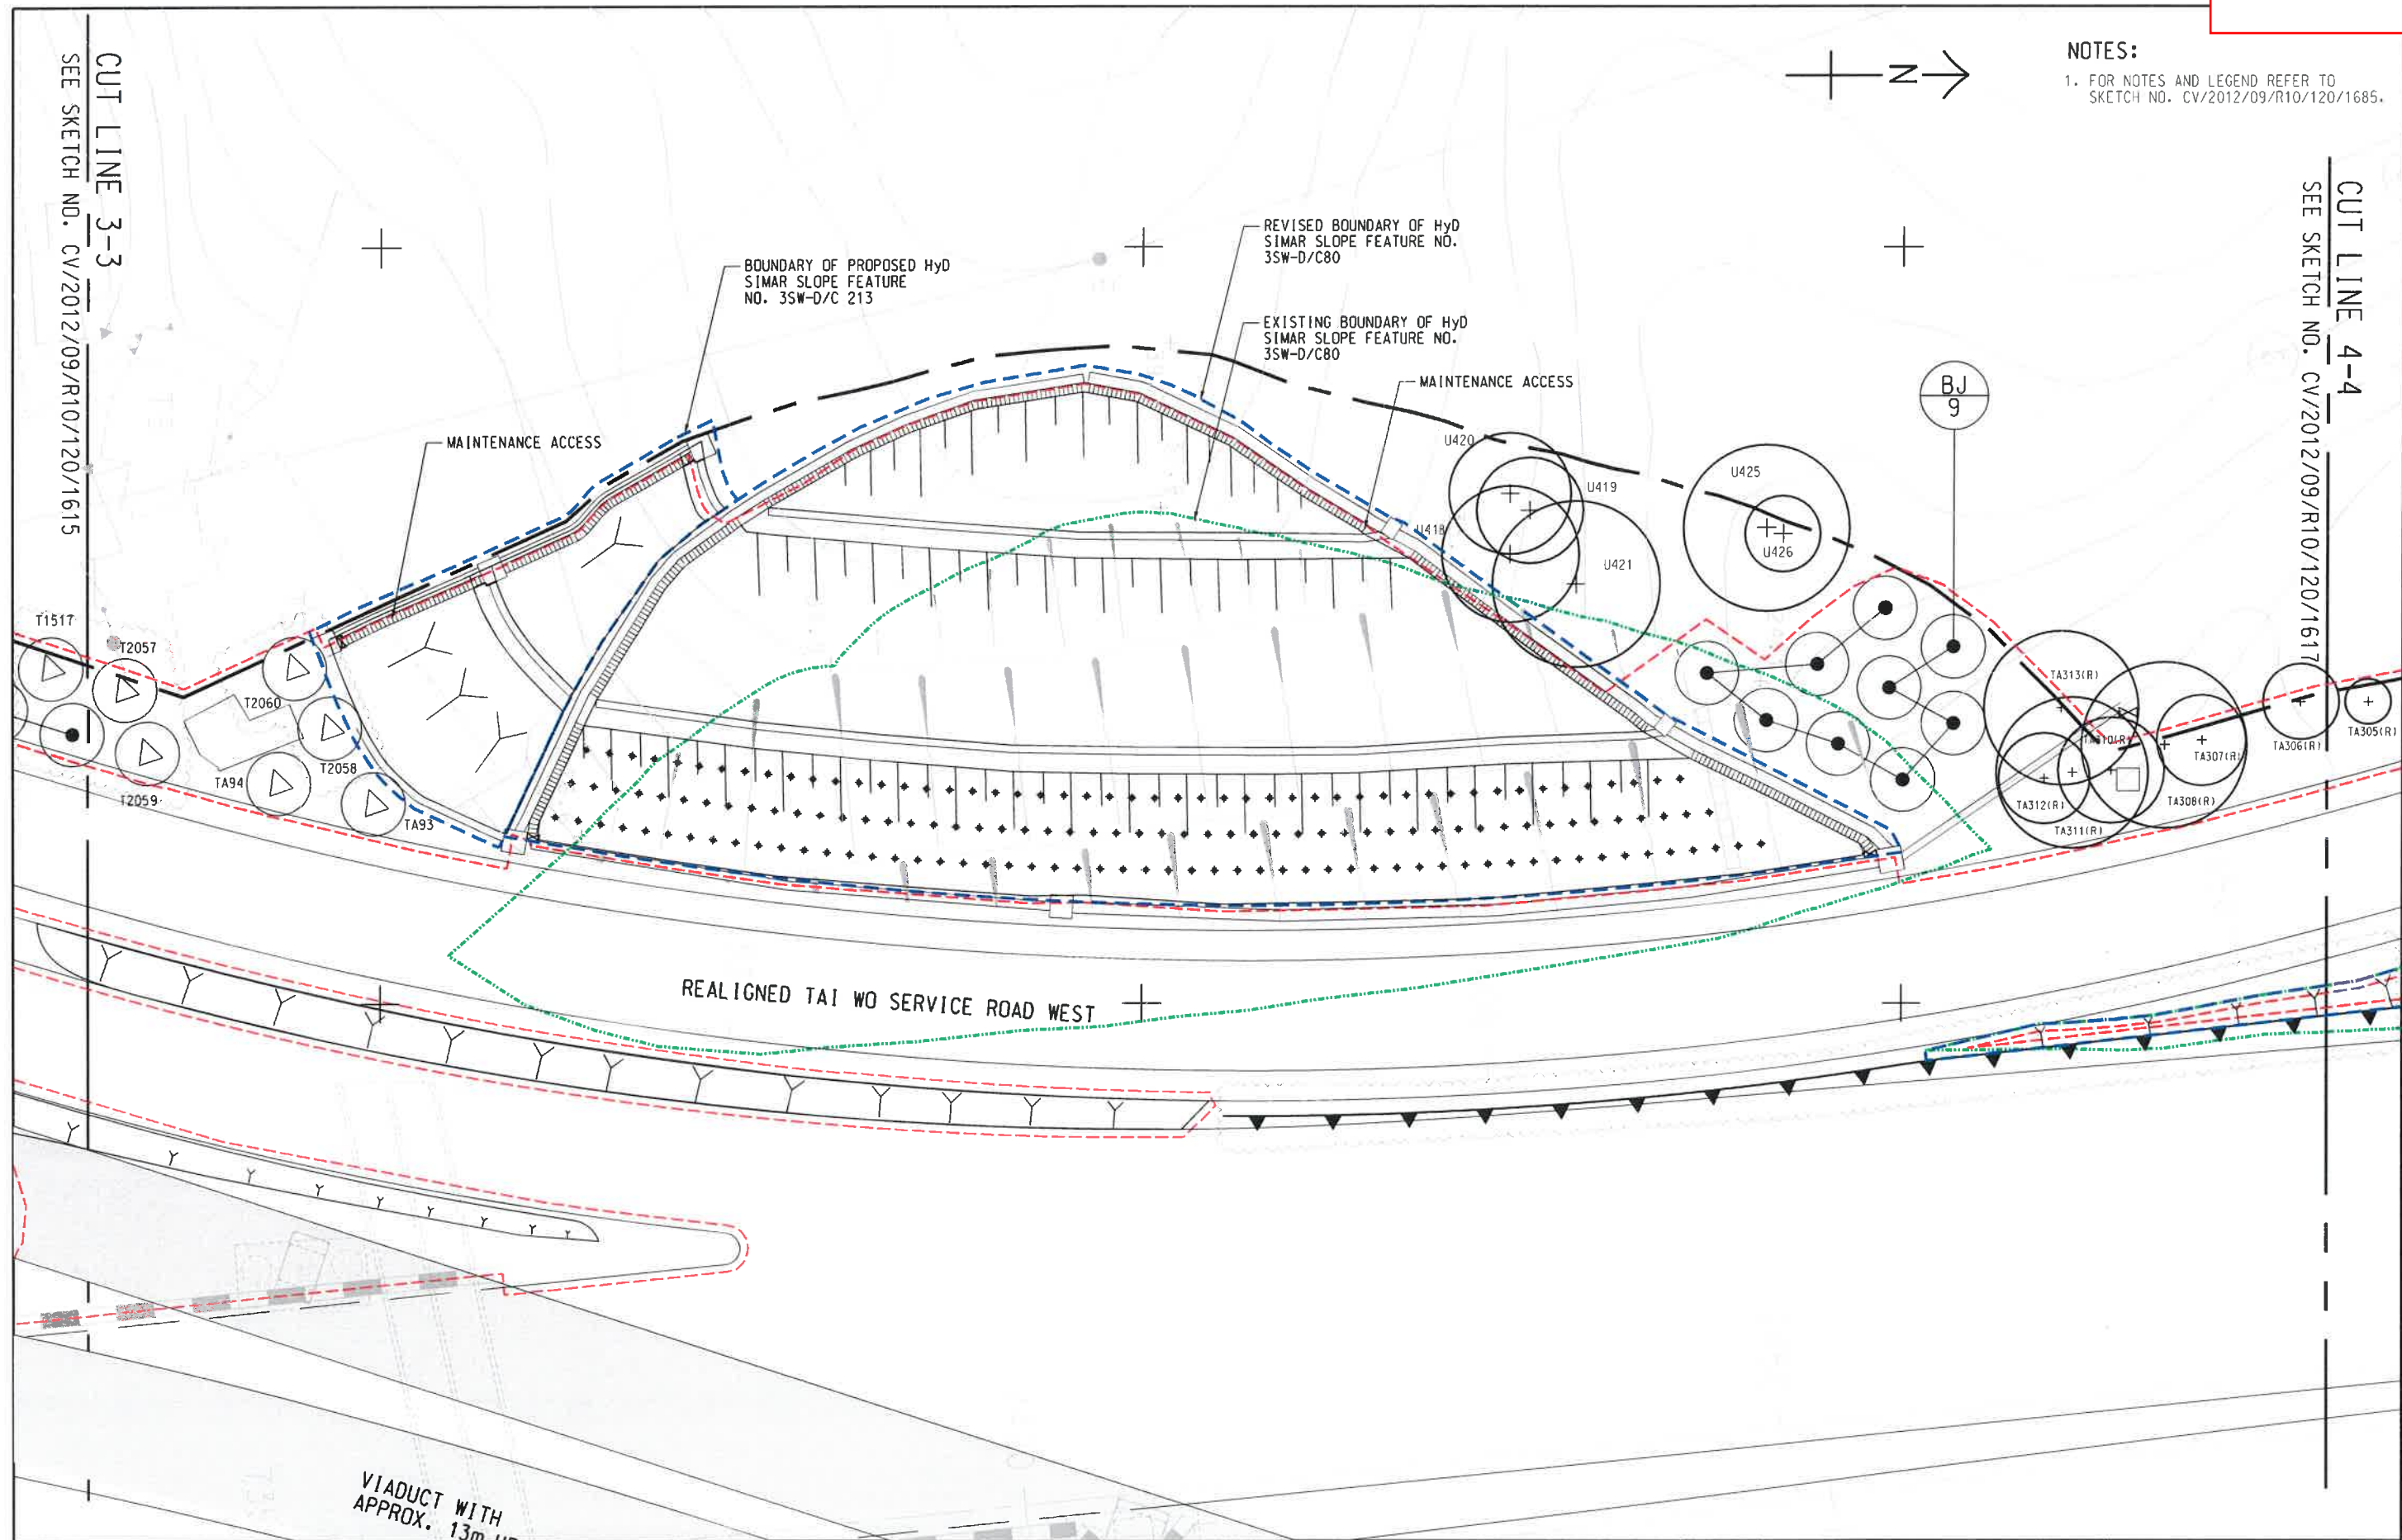 CUT LINE 3-3
SEE SKETCH NO. CV/2012/09/R10/120/1615
N
NOTES:
1. FOR NOTES AND LEGEND REFER TO
SKETCH NO. CV/2012/09/R10/120/1685.
CUT LINE 4-4
SEE SKETCH NO. CV/2012/09/R10/120/1617
REVISED BOUNDARY OF HyD
SIMAR SLOPE FEATURE NO.
3SW-D/C80
BOUNDARY OF PROPOSED HyD
SIMAR SLOPE FEATURE
NO. 3SW-D/C 213
EXISTING BOUNDARY OF HyD
SIMAR SLOPE FEATURE NO.
3SW-D/C80
MAINTENANCE ACCESS
MAINTENANCE ACCESS
BJ
9
U420
U419
U418
U421
U425
U426
T1517
T2057
T2060
T2058
T2059
TA94
TA93
TA313(R)
TA310(R)
TA307(R)
TA308(R)
TA312(R)
TA311(R)
TA306(R)
TA305(R)
REALIGNED TAI WO SERVICE ROAD WEST
VIADUCT WITH
APPROX. 13m